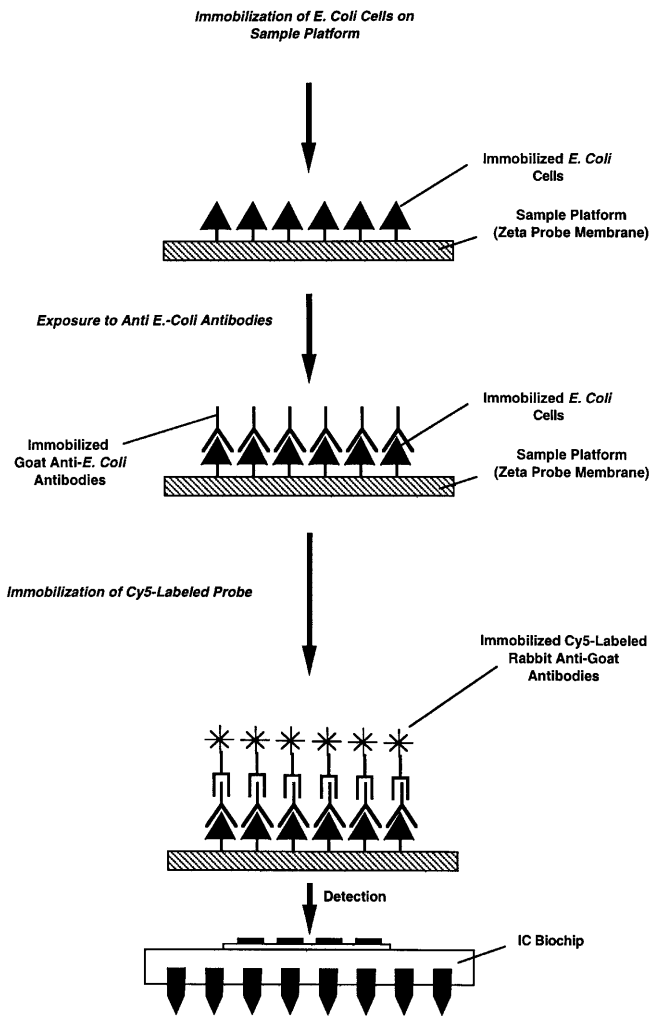 Immobilization of E. Coli Cells on
Sample Platform
Immobilized E. Coli
Cells
Sample Platform
(Zeta Probe Membrane)
Exposure to Anti E.-Coli Antibodies
Immobilized E. Coli
Cells
Immobilized
Goat Anti-E. Coli
Antibodies
Sample Platform
(Zeta Probe Membrane)
Immobilization of Cy5-Labeled Probe
Immobilized Cy5-Labeled
Rabbit Anti-Goat
Antibodies
Detection
IC Biochip